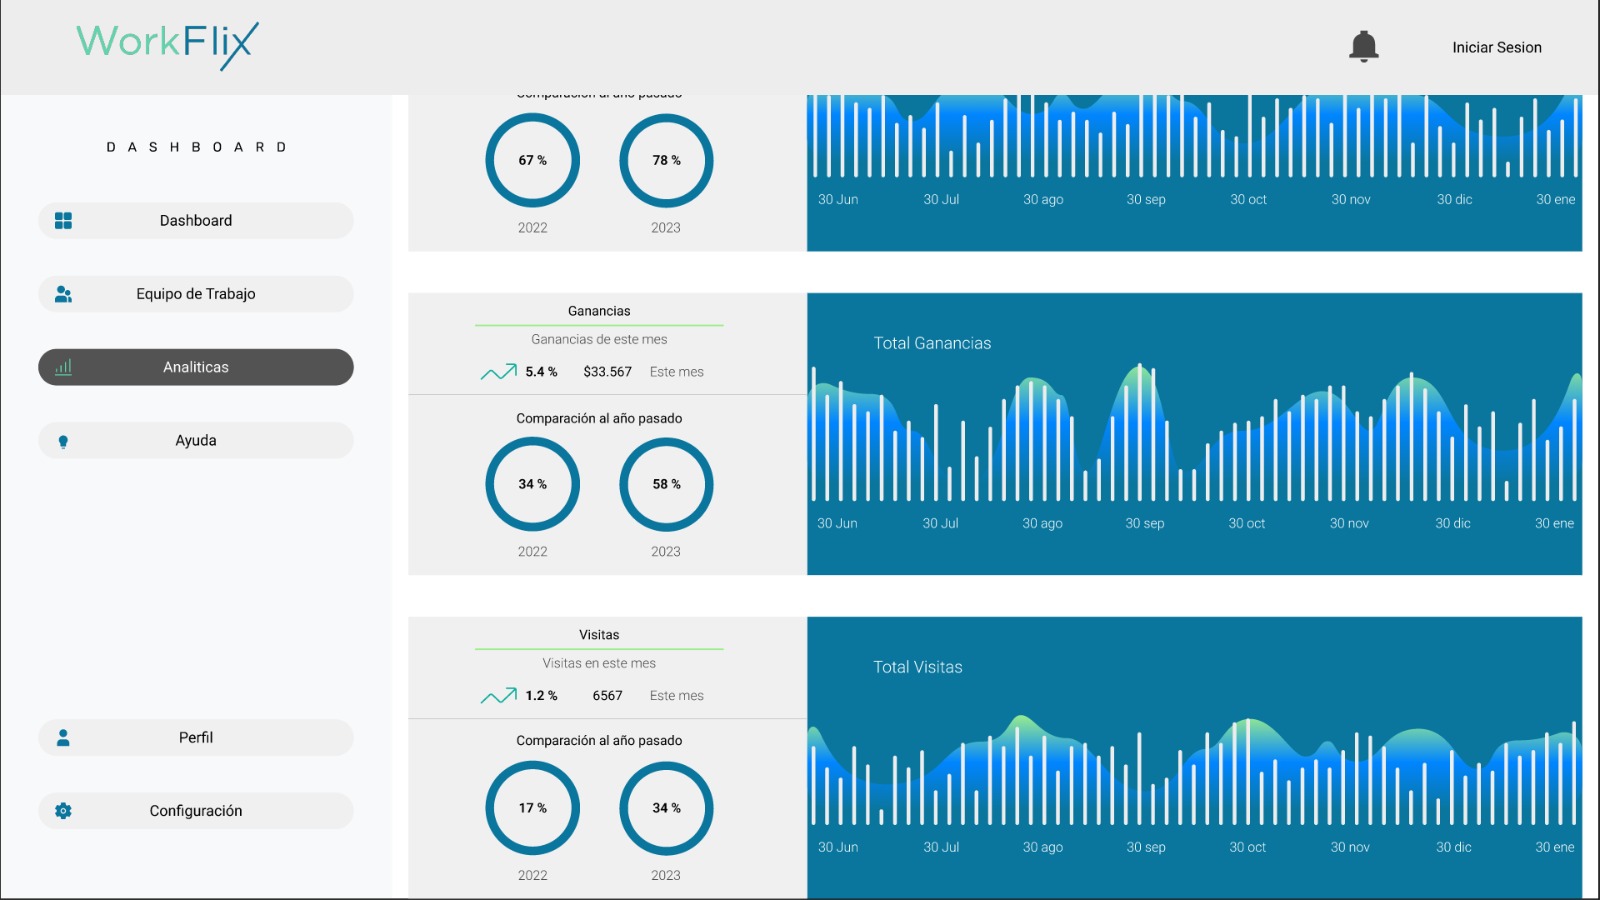 WorkFlix
Iniciar Sesion
DASHBOARD
Dashboard
Equipo de Trabajo
Analiticas
Ayuda
Perfil
Configuración
Comparación al año pasado
67 %
78 %
2022
2023
30 Jun
30 Jul
30 ago
30 sep
30 oct
30 nov
30 dic
30 ene
Ganancias
Ganancias de este mes
5.4 % $33.567 Este mes
Comparación al año pasado
34 %
58 %
2022
2023
Total Ganancias
30 Jun
30 Jul
30 ago
30 sep
30 oct
30 nov
30 dic
30 ene
Visitas
Visitas en este mes
1.2 % 6567 Este mes
Comparación al año pasado
17 %
34 %
2022
2023
Total Visitas
30 Jun
30 Jul
30 ago
30 sep
30 oct
30 nov
30 dic
30 ene